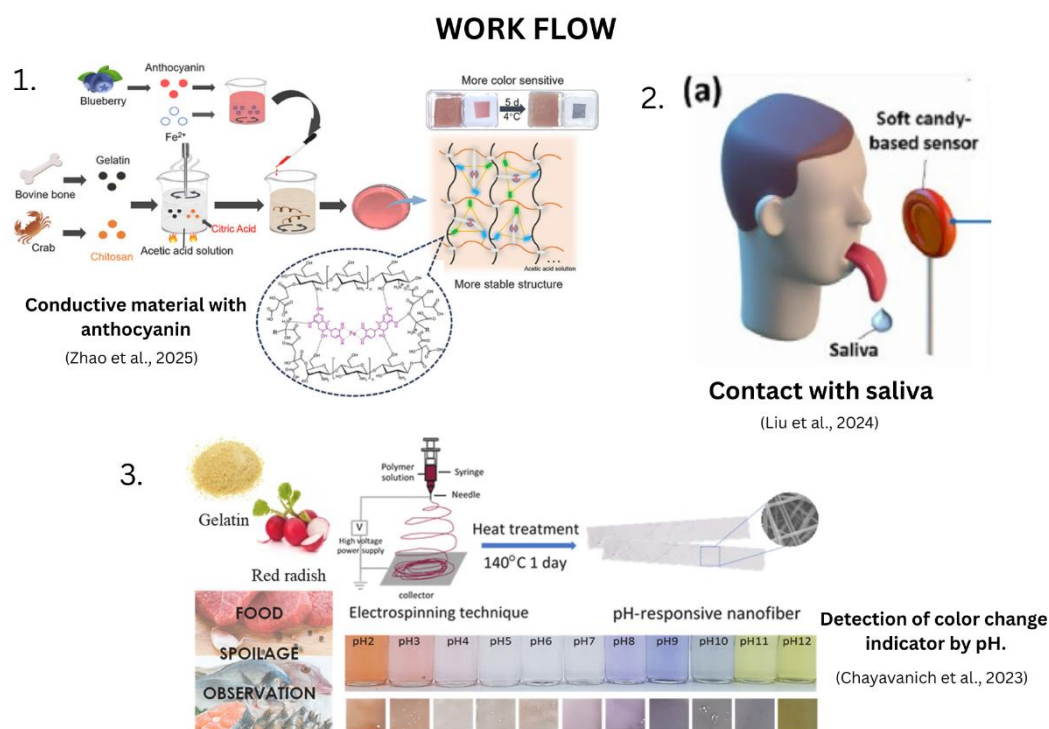 WORK FLOW
1.
Blueberry
Anthocyanin
Fe²⁺
Bovine bone
Gelatin
Crab
Chitosan
Acetic acid solution
Citric Acid
More color sensitive
5 d
4°C
...
Acetic acid solution
More stable structure
Fe
Conductive material with
anthocyanin
(Zhao et al., 2025)
2.
(a)
Soft candy-
based sensor
Saliva
Contact with saliva
(Liu et al., 2024)
3.
Gelatin
Red radish
Polymer
solution
Syringe
Needle
V
High voltage
power supply
collector
Heat treatment
140°C 1 day
Electrospinning technique
pH-responsive nanofiber
FOOD
SPOILAGE
OBSERVATION
pH2 pH3 pH4 pH5 pH6 pH7 pH8 pH9 pH10 pH11 pH12
Detection of color change
indicator by pH.
(Chayavanich et al., 2023)